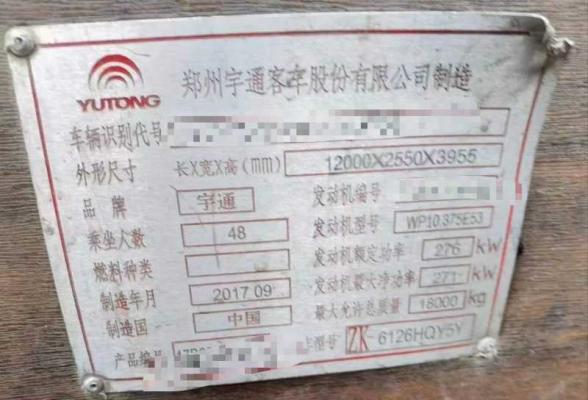 YUTONG
郑州宇通客车股份有限公司制造
车辆识别代号
外形尺寸 长X宽X高(mm) 12000X2550X3955
品牌 宇通 发动机编号
乘坐人数 48 发动机型号 WP10.375E53
燃料种类 发动机额定功率 276 kW
制造年月 2017.09 发动机最大净功率 271 kW
制造国 中国 最大允许总质量 18000 kg
产品编号 型号 ZK-6126HQY5Y